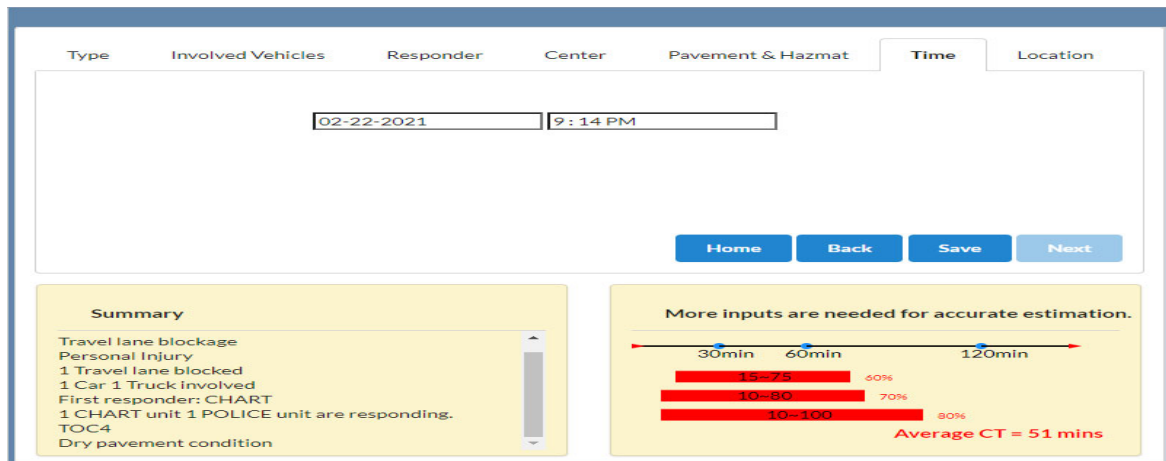 Type Involved Vehicles Responder Center Pavement & Hazmat Time Location
02-22-2021 9:14 PM
Home Back Save Next
Summary
Travel lane blockage
Personal Injury
1 Travel lane blocked
1 Car 1 Truck involved
First responder: CHART
1 CHART unit 1 POLICE unit are responding.
TOC4
Dry pavement condition
More inputs are needed for accurate estimation.
30min 60min 120min
15~75 60%
10~80 70%
10~100 80%
Average CT = 51 mins